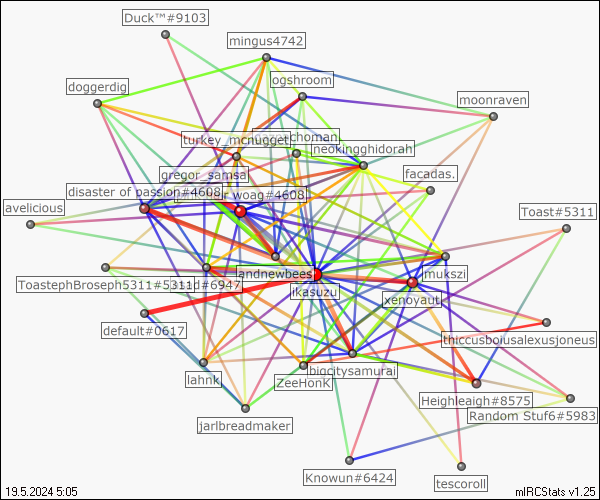 Duck™#9103
mingus4742
ogshroom
doggerdig
moonraven
turkey_mcnugget
choman
neokingghidorah
gregor_samsa
facadas.
disaster of passion#4608
woag#4608
avelicious
Toast#5311
landnewbees
jmukszi
ToastephBroseph5311#5311
#6947
ikasuzu
xenoyaut
default#0617
thiccusboiusalexusjoneus
bigcitysamurai
lahnk
ZeeHonk
Heighleaigh#8575
Random Stuf6#5983
jarlbreadmaker
Knowun#6424
tescoroll
19.5.2024 5:05
mIRCStats v1.25